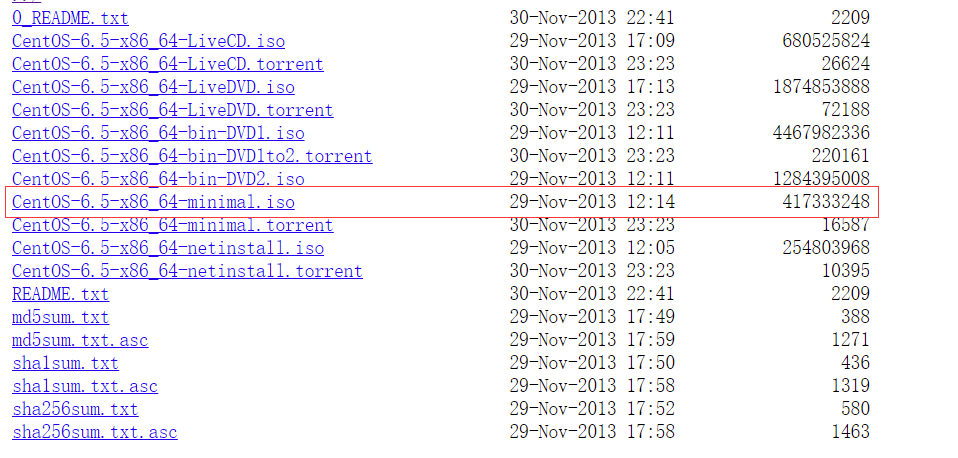 0_README.txt 30-Nov-2013 22:41 2209
CentOS-6.5-x86_64-LiveCD.iso 29-Nov-2013 17:09 680525824
CentOS-6.5-x86_64-LiveCD.torrent 30-Nov-2013 23:23 26624
CentOS-6.5-x86_64-LiveDVD.iso 29-Nov-2013 17:13 1874853888
CentOS-6.5-x86_64-LiveDVD.torrent 30-Nov-2013 23:23 72188
CentOS-6.5-x86_64-bin-DVD1.iso 29-Nov-2013 12:11 4467982336
CentOS-6.5-x86_64-bin-DVD1to2.torrent 30-Nov-2013 23:23 220161
CentOS-6.5-x86_64-bin-DVD2.iso 29-Nov-2013 12:11 1284395008
CentOS-6.5-x86_64-minimal.iso 29-Nov-2013 12:14 417333248
CentOS-6.5-x86_64-minimal.torrent 30-Nov-2013 23:23 16587
CentOS-6.5-x86_64-netinstall.iso 29-Nov-2013 12:05 254803968
CentOS-6.5-x86_64-netinstall.torrent 30-Nov-2013 23:23 10395
README.txt 30-Nov-2013 22:41 2209
md5sum.txt 29-Nov-2013 17:49 388
md5sum.txt.asc 29-Nov-2013 17:59 1271
sha1sum.txt 29-Nov-2013 17:50 436
sha1sum.txt.asc 29-Nov-2013 17:58 1319
sha256sum.txt 29-Nov-2013 17:52 580
sha256sum.txt.asc 29-Nov-2013 17:58 1463